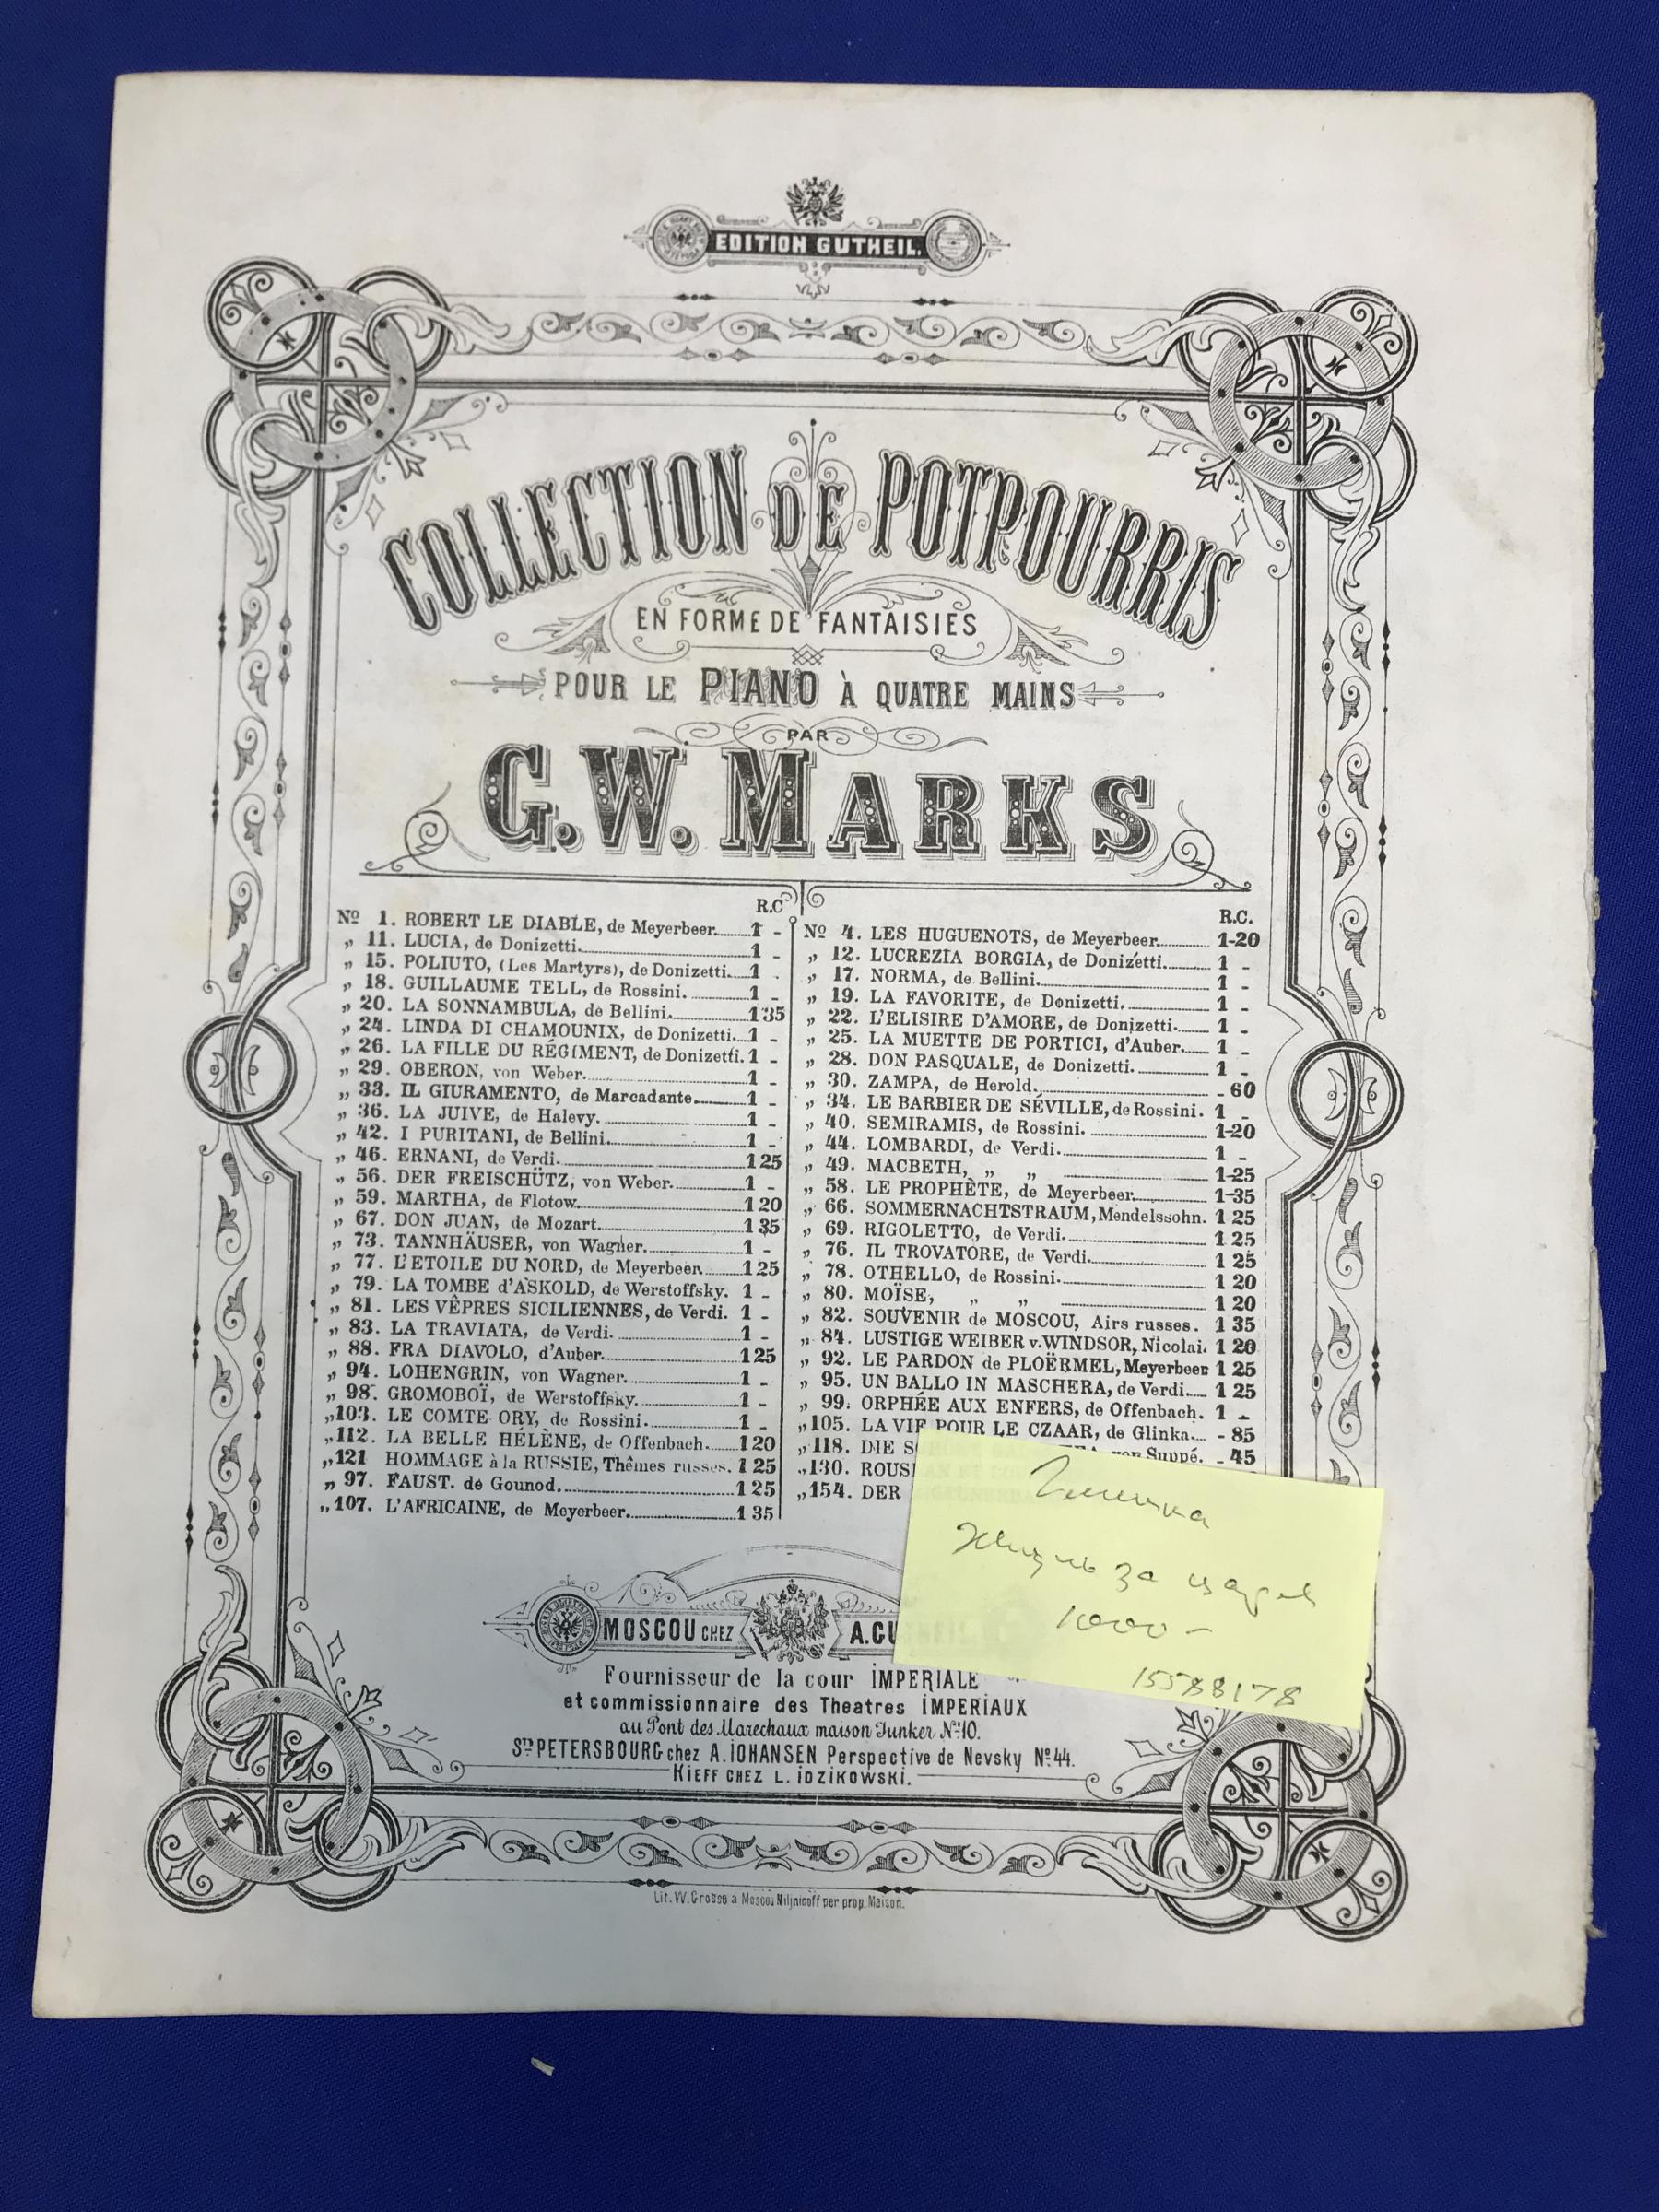 EDITION GUTHEIL.
COLLECTION DE POTPOURRIS
EN FORME DE FANTAISIES
POUR LE PIANO À QUATRE MAINS
PAR
G. W. MARKS
R.C.
No 1. ROBERT LE DIABLE, de Meyerbeer. 1 -
„ 11. LUCIA, de Donizetti. 1 -
„ 15. POLIUTO, (Les Martyrs), de Donizetti. 1 -
„ 18. GUILLAUME TELL, de Rossini. 1 -
„ 20. LA SONNAMBULA, de Bellini. 1 35
„ 24. LINDA DI CHAMOUNIX, de Donizetti. 1 -
„ 26. LA FILLE DU RÉGIMENT, de Donizetti. 1 -
„ 29. OBERON, von Weber. 1 -
„ 33. IL GIURAMENTO, de Marcadante. 1 -
„ 36. LA JUIVE, de Halevy. 1 -
„ 42. I PURITANI, de Bellini. 1 -
„ 46. ERNANI, de Verdi. 1 25
„ 56. DER FREISCHÜTZ, von Weber. 1 -
„ 59. MARTHA, de Flotow. 1 20
„ 67. DON JUAN, de Mozart. 1 35
„ 73. TANNHÄUSER, von Wagner. 1 -
„ 77. L'ETOILE DU NORD, de Meyerbeer. 1 25
„ 79. LA TOMBE d'ASKOLD, de Werstoffsky. 1 -
„ 81. LES VÊPRES SICILIENNES, de Verdi. 1 -
„ 83. LA TRAVIATA, de Verdi. 1 -
„ 88. FRA DIAVOLO, d'Auber. 1 25
„ 94. LOHENGRIN, von Wagner. 1 -
„ 98. GROMOBOÏ, de Werstoffsky. 1 -
„ 103. LE COMTE ORY, de Rossini. 1 -
„ 112. LA BELLE HÉLÈNE, de Offenbach. 1 20
„ 121 HOMMAGE à la RUSSIE, Thêmes russes. 1 25
„ 97. FAUST. de Gounod. 1 25
„ 107. L'AFRICAINE, de Meyerbeer. 1 35
R.C.
No 4. LES HUGUENOTS, de Meyerbeer. 1-20
„ 12. LUCREZIA BORGIA, de Donizetti. 1 -
„ 17. NORMA, de Bellini. 1 -
„ 19. LA FAVORITE, de Donizetti. 1 -
„ 22. L'ELISIRE D'AMORE, de Donizetti. 1 -
„ 25. LA MUETTE DE PORTICI, d'Auber. 1 -
„ 28. DON PASQUALE, de Donizetti. 1 -
„ 30. ZAMPA, de Herold. - 60
„ 34. LE BARBIER DE SÉVILLE, de Rossini. 1 -
„ 40. SEMIRAMIS, de Rossini. 1-20
„ 44. LOMBARDI, de Verdi. 1 -
„ 49. MACBETH, „ „ 1-25
„ 58. LE PROPHÈTE, de Meyerbeer. 1-35
„ 66. SOMMERNACHTSTRAUM, Mendelssohn. 1 25
„ 69. RIGOLETTO, de Verdi. 1 25
„ 76. IL TROVATORE, de Verdi. 1 25
„ 78. OTHELLO, de Rossini. 1 20
„ 80. MOÏSE, „ „ 1 20
„ 82. SOUVENIR de MOSCOU, Airs russes. 1 35
„ 84. LUSTIGE WEIBER v. WINDSOR, Nicolai. 1 20
„ 92. LE PARDON de PLOËRMEL, Meyerbeer. 1 25
„ 95. UN BALLO IN MASCHERA, de Verdi. 1 25
„ 99. ORPHÉE AUX ENFERS, de Offenbach. 1 -
„ 105. LA VIE POUR LE CZAAR, de Glinka. - 85
„ 118. DIE von Suppé. - 45
„ 130.
„ 154. DER
Глинка
Жизнь за царя
1000 -
15588178
MOSCOU CHEZ A. GUTHEIL.
Fournisseur de la cour IMPERIALE
et commissionnaire des Theatres IMPERIAUX
au Pont des Marechaux maison Junker No 10.
St PETERSBOURG chez A. IOHANSEN Perspective de Nevsky No 44.
KIEFF CHEZ L. IDZIKOWSKI.
Lit. W. Grosse a Moscou Miljnicoff per prop. Maison.